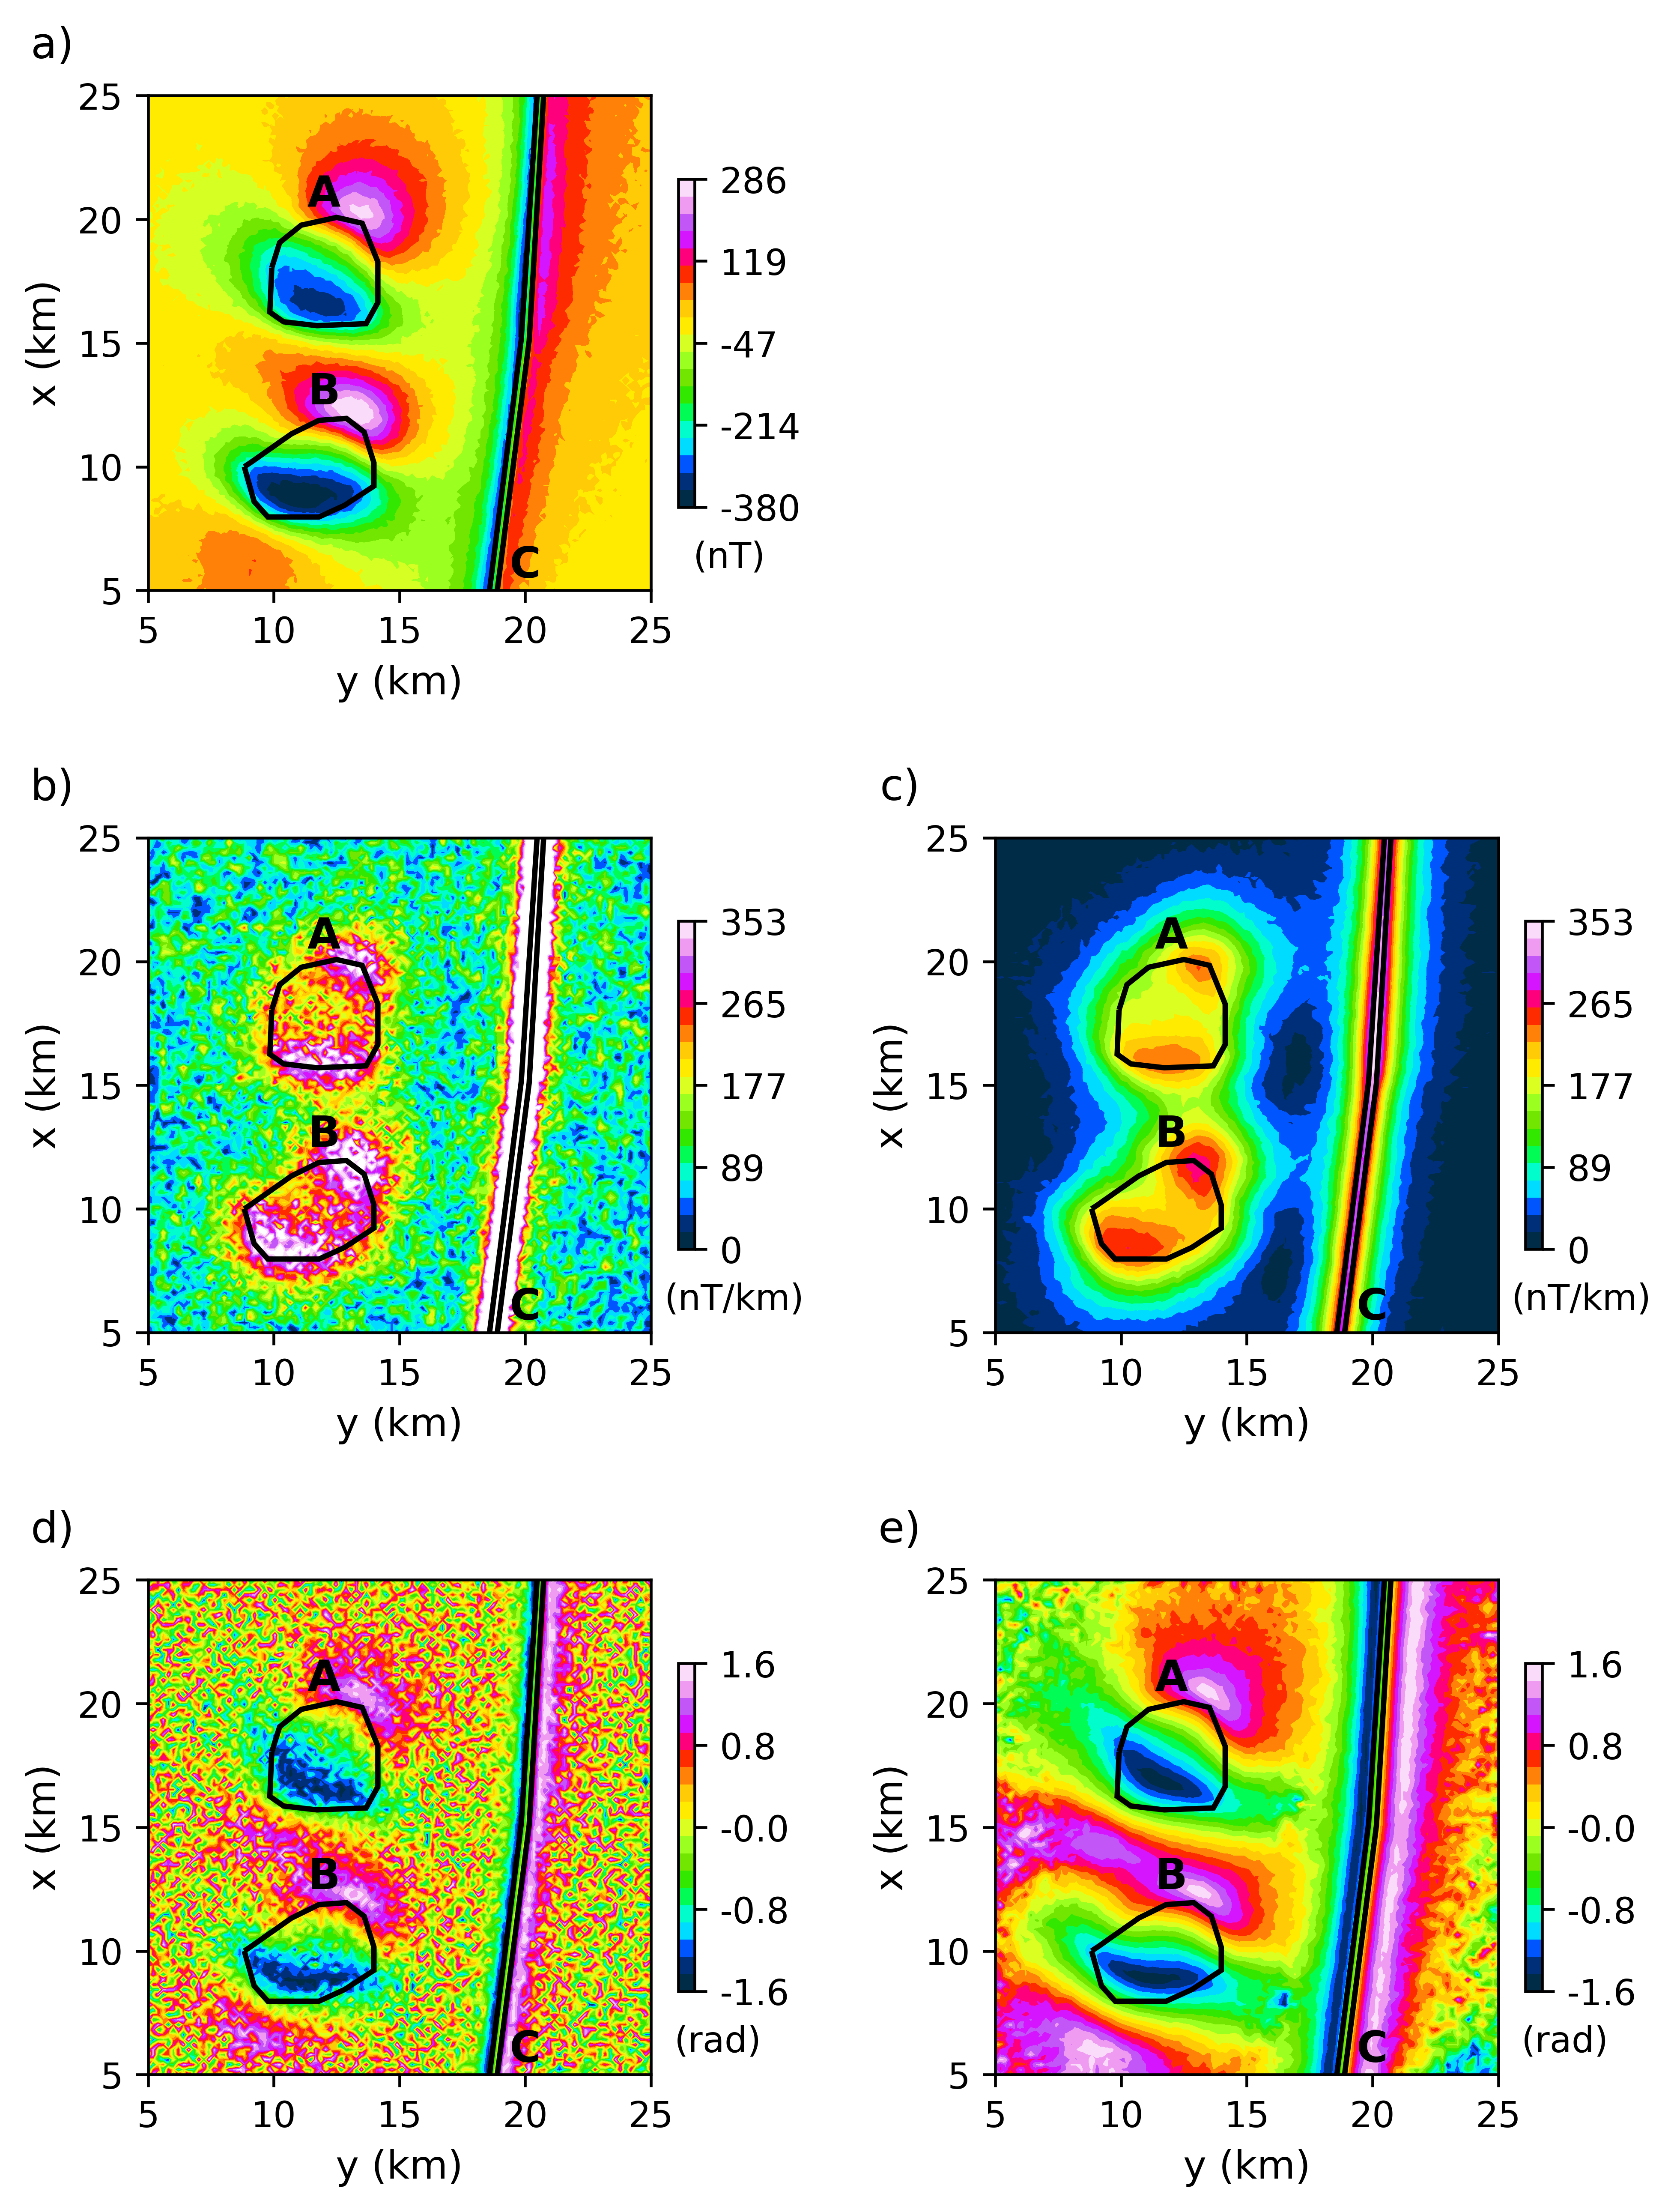 a)
25
20
15
10
5
x (km)
A
B
C
5 10 15 20 25
y (km)
286
119
-47
-214
-380
(nT)
b)
25
20
15
10
5
x (km)
A
B
C
5 10 15 20 25
y (km)
353
265
177
89
0
(nT/km)
c)
25
20
15
10
5
x (km)
A
B
C
5 10 15 20 25
y (km)
353
265
177
89
0
(nT/km)
d)
25
20
15
10
5
x (km)
A
B
C
5 10 15 20 25
y (km)
1.6
0.8
-0.0
-0.8
-1.6
(rad)
e)
25
20
15
10
5
x (km)
A
B
C
5 10 15 20 25
y (km)
1.6
0.8
-0.0
-0.8
-1.6
(rad)